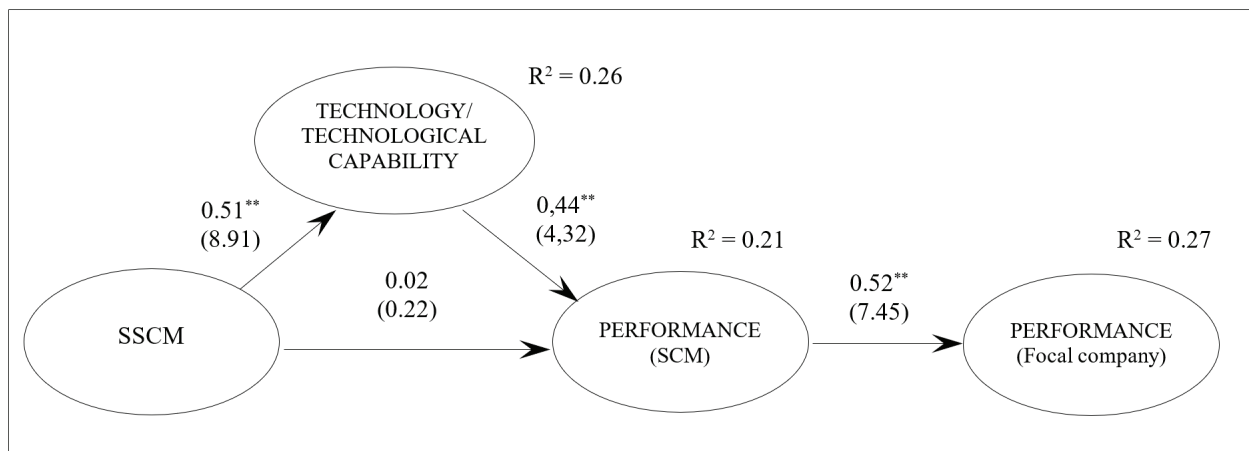 R² = 0.26
TECHNOLOGY/
TECHNOLOGICAL
CAPABILITY
0.51**
(8.91)
0,44**
(4,32)
R² = 0.21
R² = 0.27
0.02
(0.22)
0.52**
(7.45)
SSCM
PERFORMANCE
(SCM)
PERFORMANCE
(Focal company)